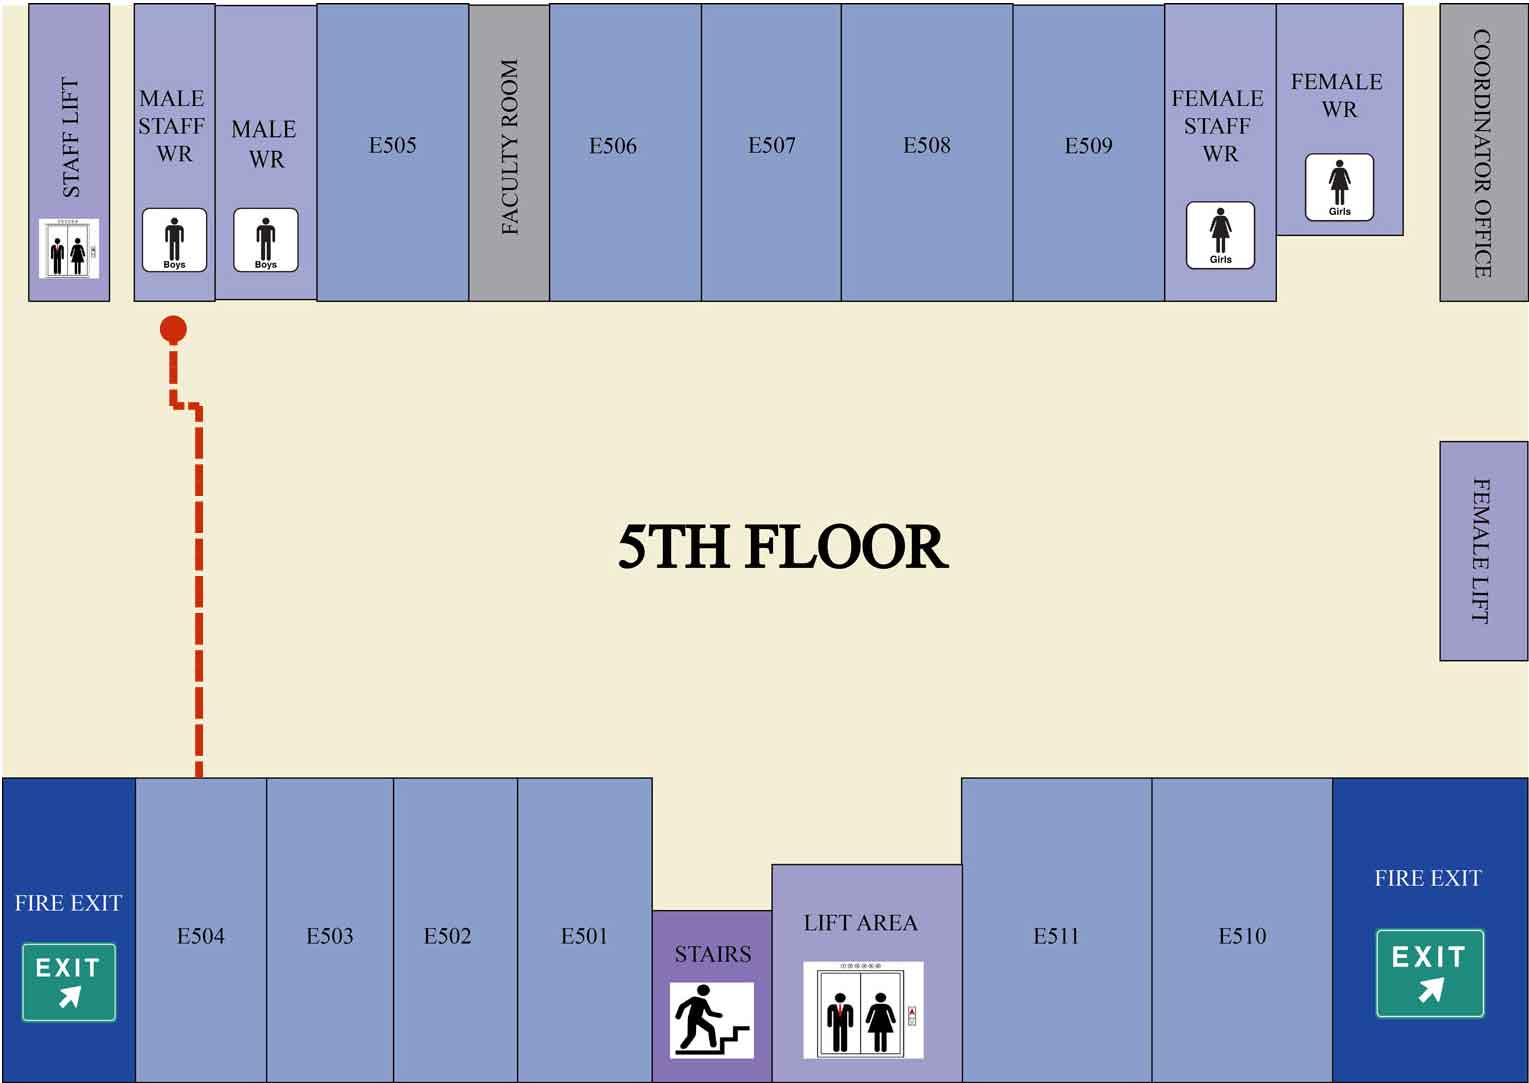 STAFF LIFT
MALE
STAFF
WR
Boys
MALE
WR
Boys
E505
FACULTY ROOM
E506
E507
E508
E509
FEMALE
STAFF
WR
Girls
FEMALE
WR
Girls
COORDINATOR OFFICE
5TH FLOOR
FEMALE LIFT
FIRE EXIT
EXIT
E504
E503
E502
E501
STAIRS
LIFT AREA
E511
E510
FIRE EXIT
EXIT